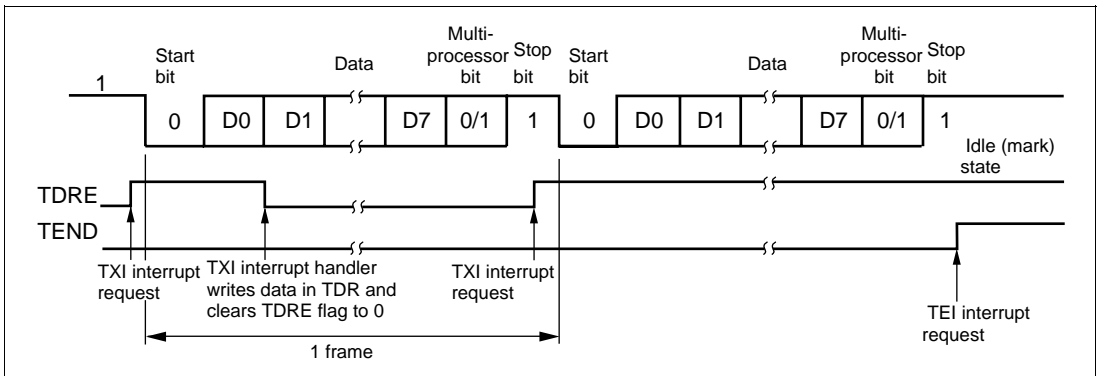 Multi-
processor
bit
Multi-
processor
bit
Start
bit
Data
Stop
bit
Start
bit
Data
Stop
bit
1
0 D0 D1 D7 0/1 1 0 D0 D1 D7 0/1 1
Idle (mark)
state
TDRE
TEND
TXI interrupt
request
TXI interrupt handler
writes data in TDR and
clears TDRE flag to 0
TXI interrupt
request
TEI interrupt
request
1 frame